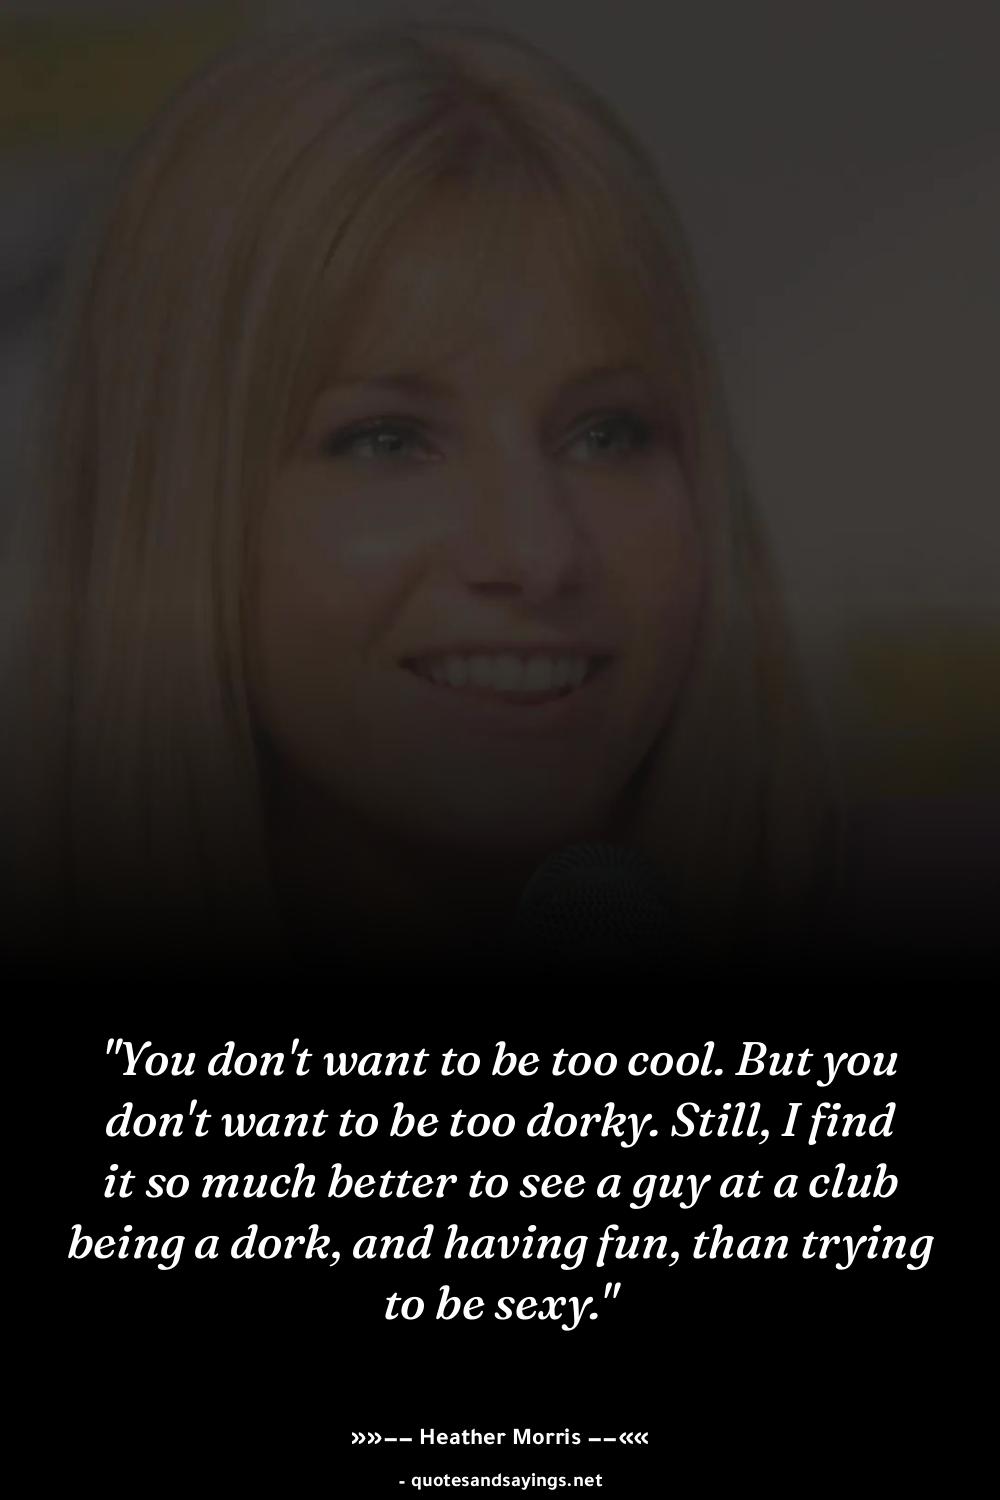 "You don't want to be too cool. But you
don't want to be too dorky. Still, I find
it so much better to see a guy at a club
being a dork, and having fun, than trying
to be sexy."
»»–– Heather Morris ––««
- quotesandsayings.net